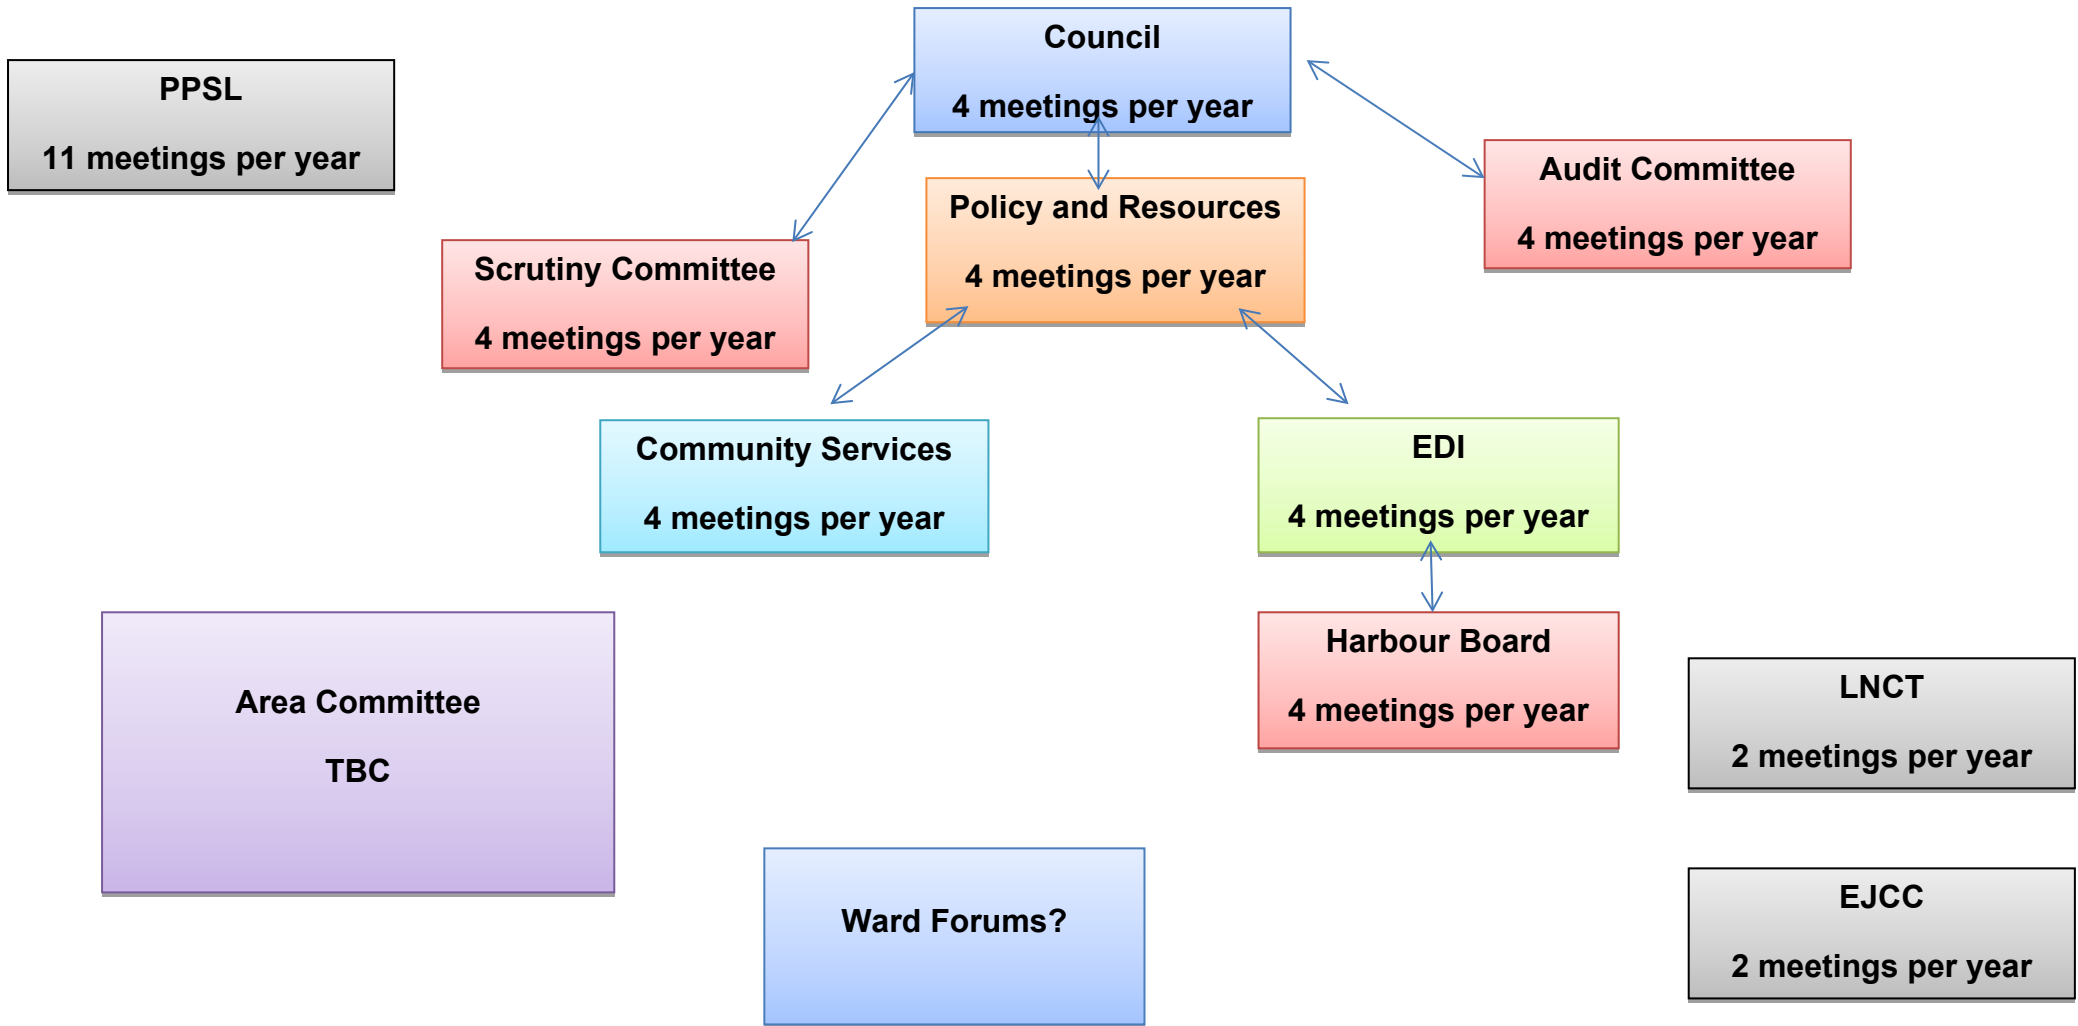 Council
4 meetings per year
PPSL
11 meetings per year
Audit Committee
4 meetings per year
Policy and Resources
4 meetings per year
Scrutiny Committee
4 meetings per year
Community Services
4 meetings per year
EDI
4 meetings per year
Harbour Board
4 meetings per year
Area Committee
TBC
LNCT
2 meetings per year
Ward Forums?
EJCC
2 meetings per year